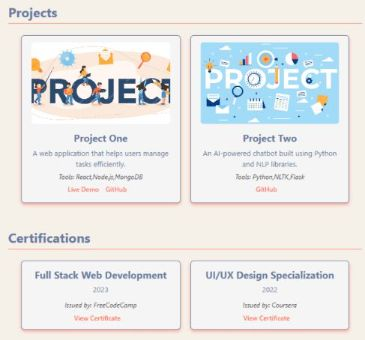 Projects
PROJECT
PROJECT
Project One
Project Two
A web application that helps users manage
tasks efficiently.
An AI-powered chatbot built using Python
and NLP libraries.
Tools: React,Node.js,MongoDB
Tools: Python,NLTK,Flask
Live Demo GitHub
GitHub
Certifications
Full Stack Web Development
UI/UX Design Specialization
2023
2022
Issued by: FreeCodeCamp
Issued by: Coursera
View Certificate
View Certificate